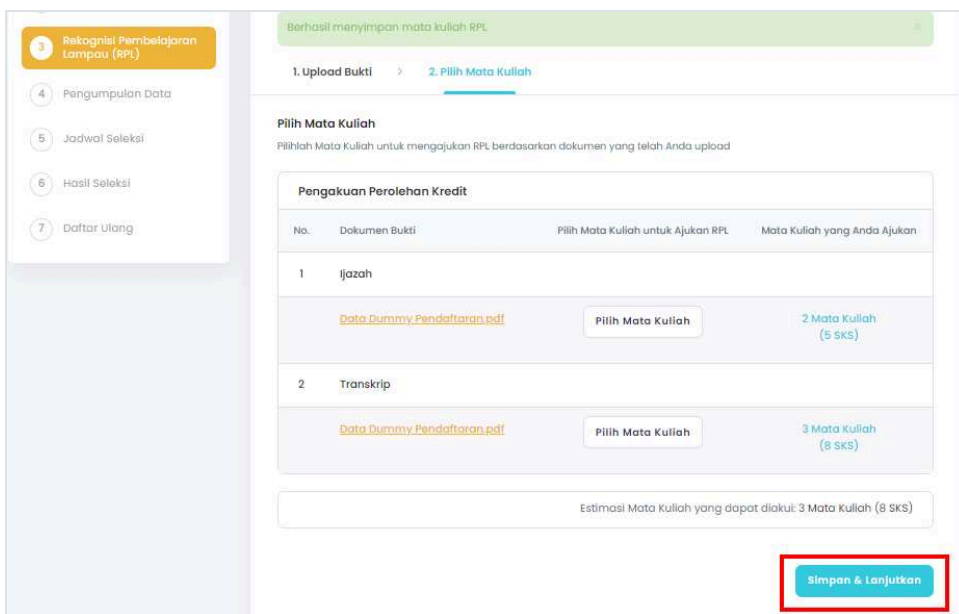 3
Rekognisi Pembelajaran
Lampau (RPL)
4 Pengumpulan Data
5 Jadwal Seleksi
6 Hasil Seleksi
7 Daftar Ulang
Berhasil menyimpan mata kuliah RPL
1. Upload Bukti > 2. Pilih Mata Kuliah
Pilih Mata Kuliah
Pilihlah Mata Kuliah untuk mengajukan RPL berdasarkan dokumen yang telah Anda upload
Pengakuan Perolehan Kredit
No. Dokumen Bukti Pilih Mata Kuliah untuk Ajukan RPL Mata Kuliah yang Anda Ajukan
1 Ijazah
Data Dummy Pendaftaran.pdf Pilih Mata Kuliah 2 Mata Kuliah
(5 SKS)
2 Transkrip
Data Dummy Pendaftaran.pdf Pilih Mata Kuliah 3 Mata Kuliah
(8 SKS)
Estimasi Mata Kuliah yang dapat diakui: 3 Mata Kuliah (8 SKS)
Simpan & Lanjutkan